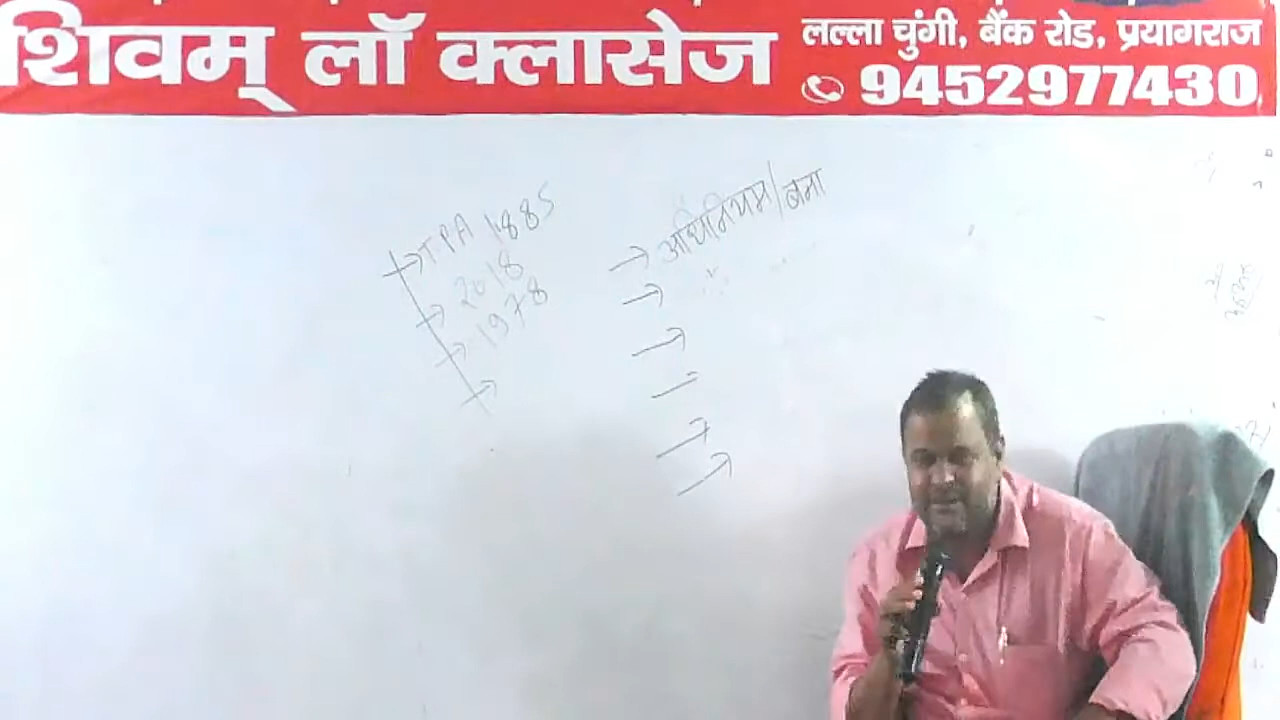 शिवम् लॉ क्लासेज
लल्ला चुंगी, बैंक रोड, प्रयागराज
9452977430
TPA 1885
2018
1978
अधिनियम/बना